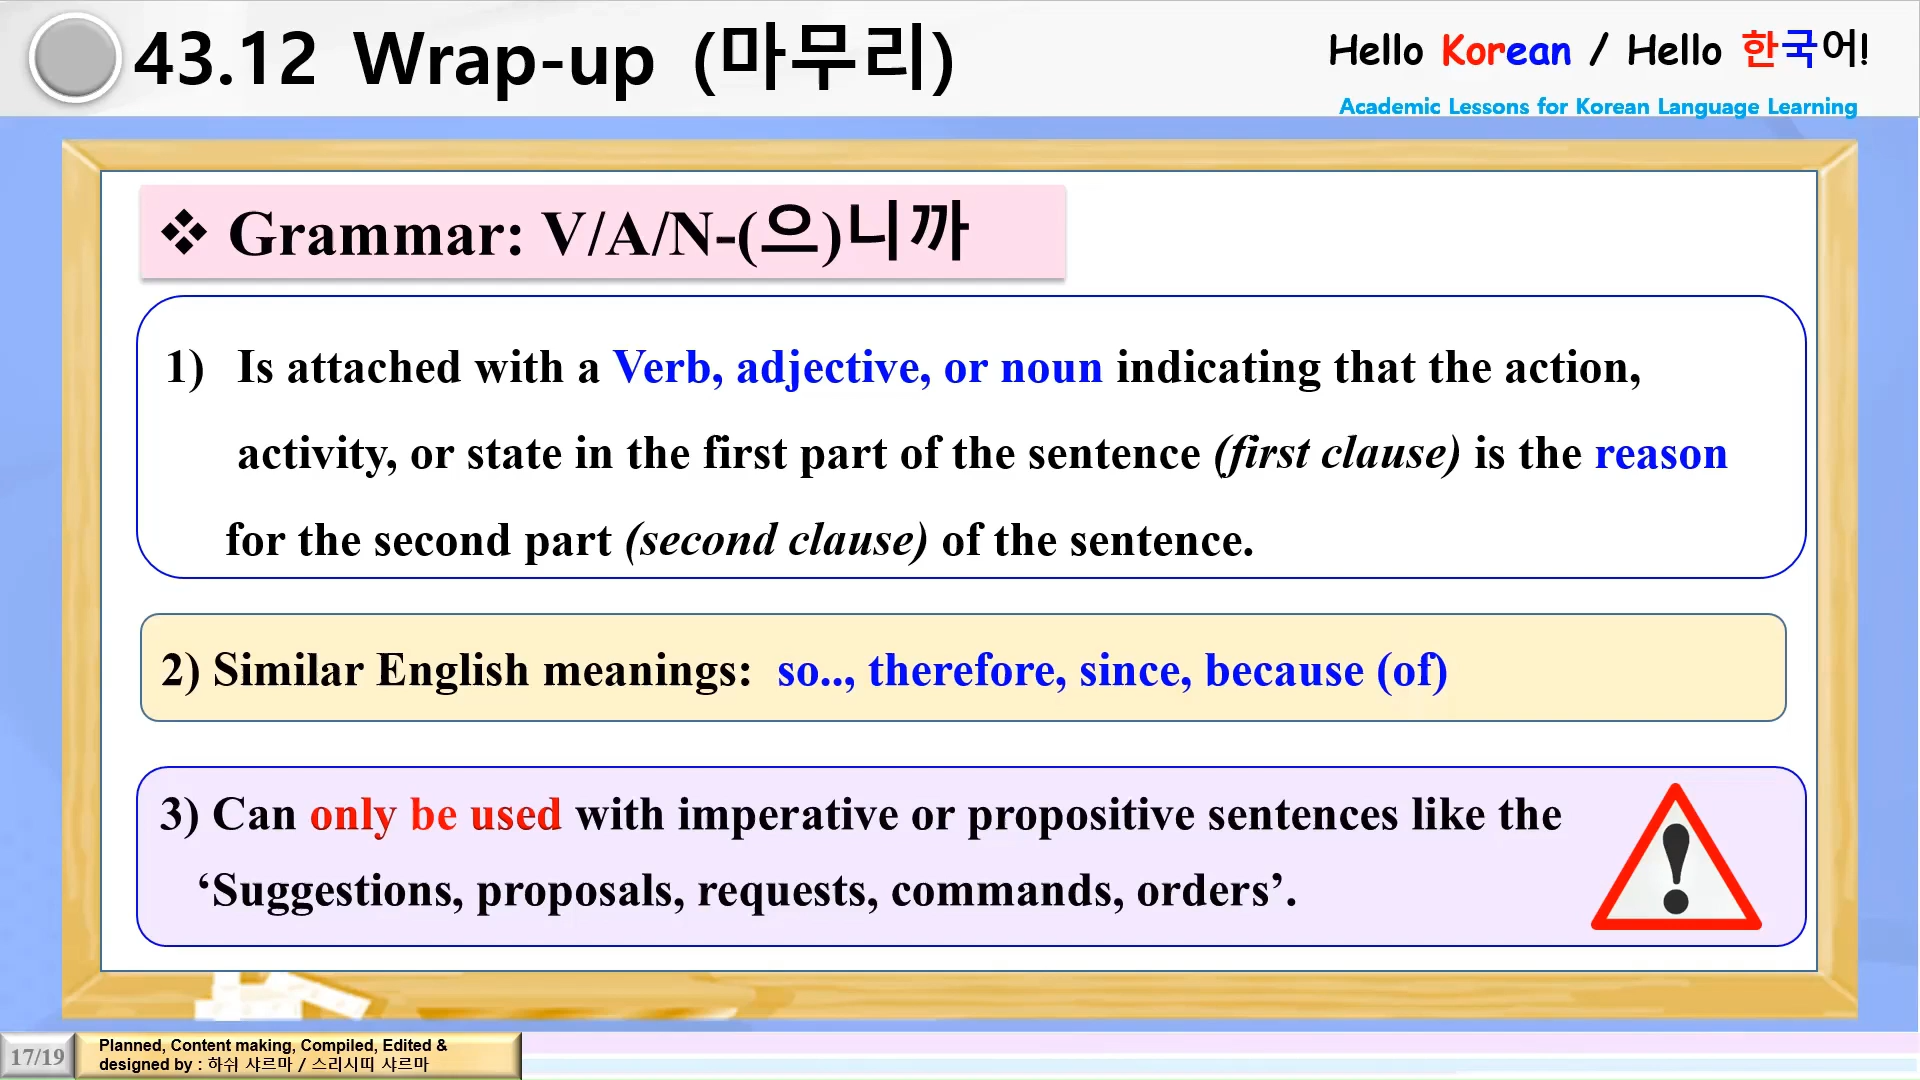 43.12 Wrap-up (마무리)
Hello Korean / Hello 한국어!
Academic Lessons for Korean Language Learning
❖ Grammar: V/A/N-(으)니까
1) Is attached with a Verb, adjective, or noun indicating that the action,
activity, or state in the first part of the sentence (first clause) is the reason
for the second part (second clause) of the sentence.
2) Similar English meanings: so.., therefore, since, because (of)
3) Can only be used with imperative or propositive sentences like the
‘Suggestions, proposals, requests, commands, orders’.
17/19
Planned, Content making, Compiled, Edited &
designed by : 하쉬 샤르마 / 스리시띠 샤르마